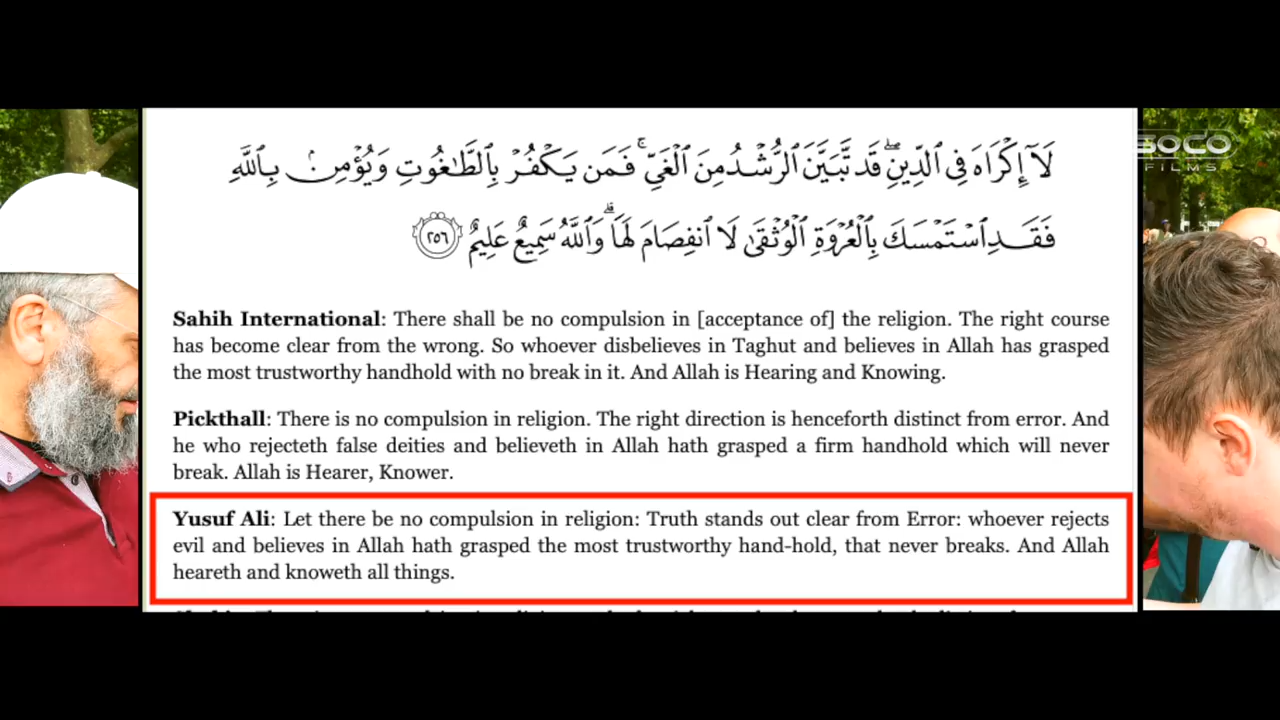 لَآ إِكْرَاهَ فِى ٱلدِّينِ ۖ قَد تَّبَيَّنَ ٱلرُّشْدُ مِنَ ٱلْغَىِّ ۚ فَمَن يَكْفُرْ بِٱلطَّـٰغُوتِ وَيُؤْمِنۢ بِٱللَّهِ
فَقَدِ ٱسْتَمْسَكَ بِٱلْعُرْوَةِ ٱلْوُثْقَىٰ لَا ٱنفِصَامَ لَهَا ۗ وَٱللَّهُ سَمِيعٌ عَلِيمٌ ٢٥٦
SOCO
FILMS
Sahih International: There shall be no compulsion in [acceptance of] the religion. The right course
has become clear from the wrong. So whoever disbelieves in Taghut and believes in Allah has grasped
the most trustworthy handhold with no break in it. And Allah is Hearing and Knowing.
Pickthall: There is no compulsion in religion. The right direction is henceforth distinct from error. And
he who rejecteth false deities and believeth in Allah hath grasped a firm handhold which will never
break. Allah is Hearer, Knower.
Yusuf Ali: Let there be no compulsion in religion: Truth stands out clear from Error: whoever rejects
evil and believes in Allah hath grasped the most trustworthy hand-hold, that never breaks. And Allah
heareth and knoweth all things.